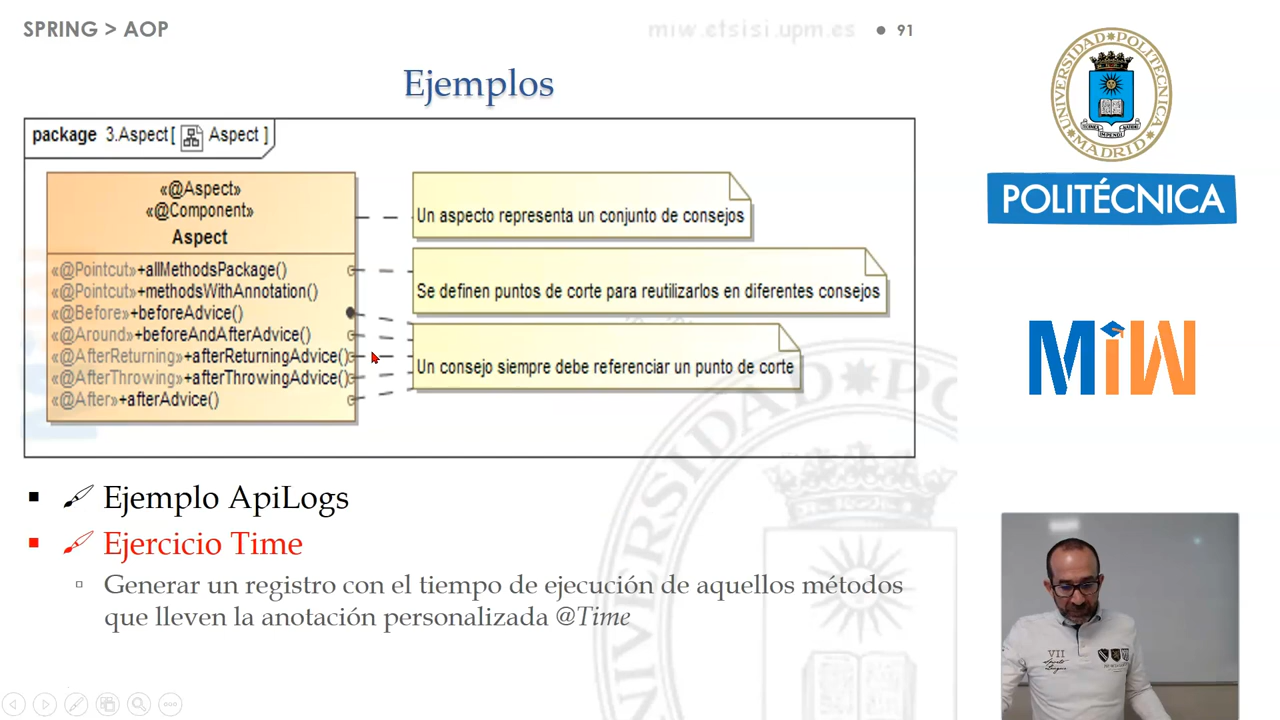 SPRING > AOP
miw.etsisi.upm.es
91
Ejemplos
package 3.Aspect[ Aspect ]
«@Aspect»
«@Component»
Aspect
«@Pointcut»+allMethodsPackage()
«@Pointcut»+methodsWithAnnotation()
«@Before»+beforeAdvice()
«@Around»+beforeAndAfterAdvice()
«@AfterReturning»+afterReturningAdvice()
«@AfterThrowing»+afterThrowingAdvice()
«@After»+afterAdvice()
Un aspecto representa un conjunto de consejos
Se definen puntos de corte para reutilizarlos en diferentes consejos
Un consejo siempre debe referenciar un punto de corte
Ejemplo ApiLogs
Ejercicio Time
Generar un registro con el tiempo de ejecución de aquellos métodos
que lleven la anotación personalizada @Time
UNIVERSIDAD POLITÉCNICA
MADRID
POLITÉCNICA
MiW
VII